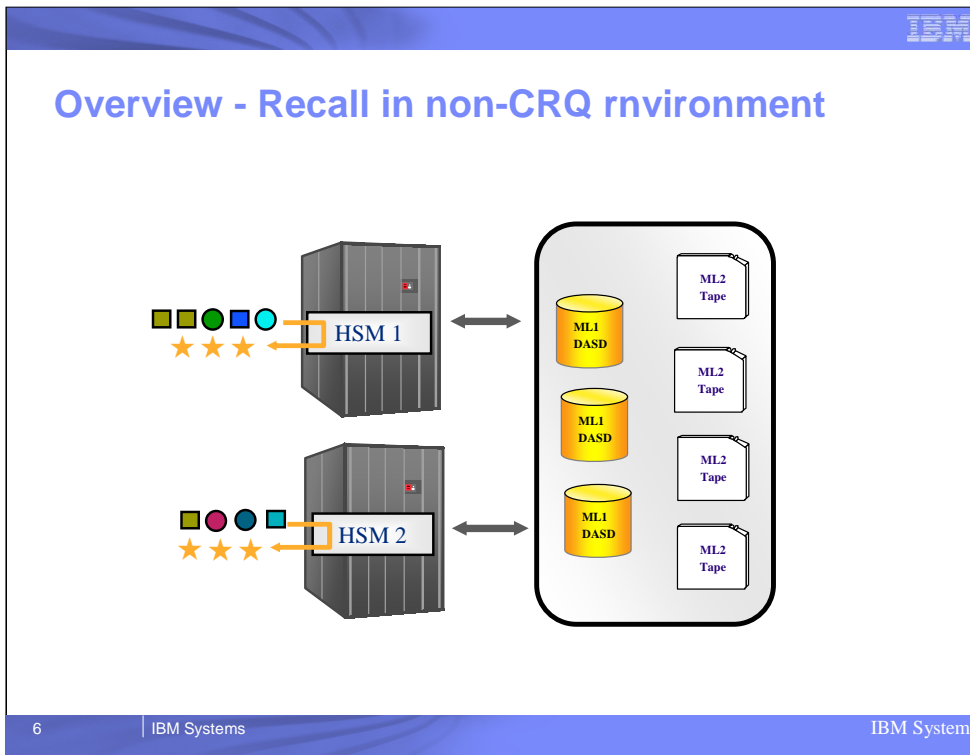 IBM
Overview - Recall in non-CRQ rnvironment
HSM 1
HSM 2
ML1
DASD
ML1
DASD
ML1
DASD
ML2
Tape
ML2
Tape
ML2
Tape
ML2
Tape
6
IBM Systems
IBM System